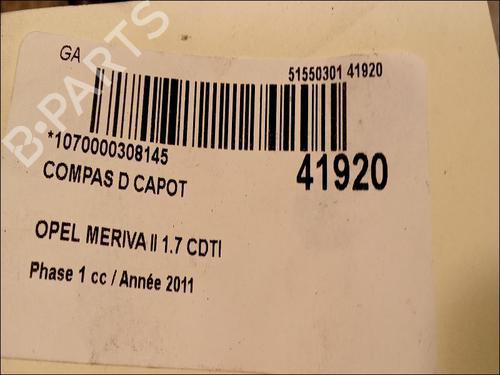 GA
51550301 41920
*1070000308145
41920
COMPAS D CAPOT
OPEL MERIVA II 1.7 CDTI
Phase 1 cc / Année 2011
B-PARTS